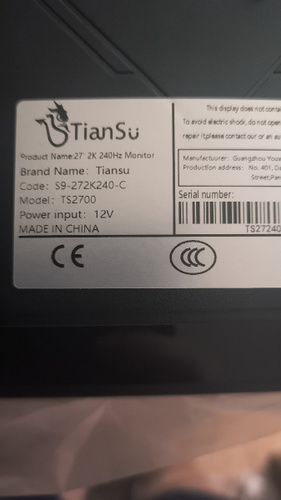 TianSu
Product Name:27' 2K 240Hz Monitor
Brand Name: Tiansu
Code: S9-272K240-C
Model: TS2700
Power input: 12V
MADE IN CHINA
CE
CCC
This display does not conta
To avoid electric shock, do not open
repair it,please contact our or an au
Manufacturer: Guangzhou Youe
Production address: No: 401, Da
Street,Pan
Serial number:
TS27240